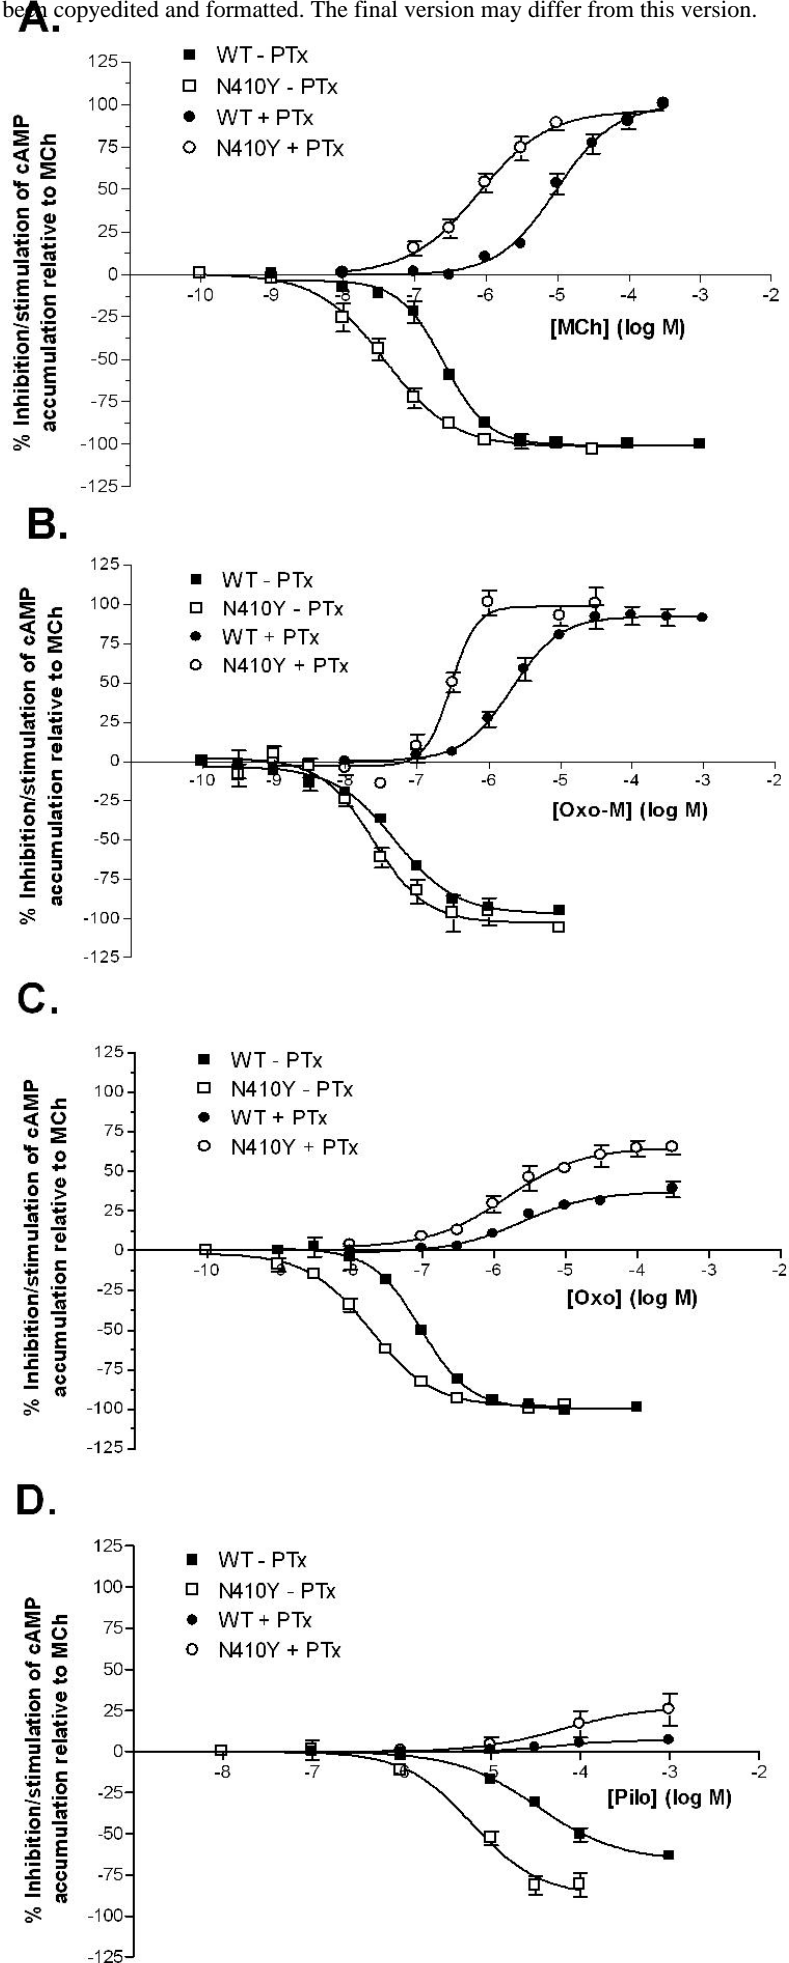 been copyedited and formatted. The final version may differ from this version.
A.
WT - PTx
N410Y - PTx
WT + PTx
N410Y + PTx
% Inhibition/stimulation of cAMP
accumulation relative to MCh
125
100
75
50
25
0
-25
-50
-75
-100
-125
-10 -9 -8 -7 -6 -5 -4 -3 -2
[MCh] (log M)
B.
WT - PTx
N410Y - PTx
WT + PTx
N410Y + PTx
% Inhibition/stimulation of cAMP
accumulation relative to MCh
125
100
75
50
25
0
-25
-50
-75
-100
-125
-10 -9 -8 -7 -6 -5 -4 -3 -2
[Oxo-M] (log M)
C.
WT - PTx
N410Y - PTx
WT + PTx
N410Y + PTx
% Inhibition/stimulation of cAMP
accumulation relative to MCh
125
100
75
50
25
0
-25
-50
-75
-100
-125
-10 -9 -8 -7 -6 -5 -4 -3 -2
[Oxo] (log M)
D.
WT - PTx
N410Y - PTx
WT + PTx
N410Y + PTx
% Inhibition/stimulation of cAMP
accumulation relative to MCh
125
100
75
50
25
0
-25
-50
-75
-100
-125
-8 -7 -6 -5 -4 -3 -2
[Pilo] (log M)